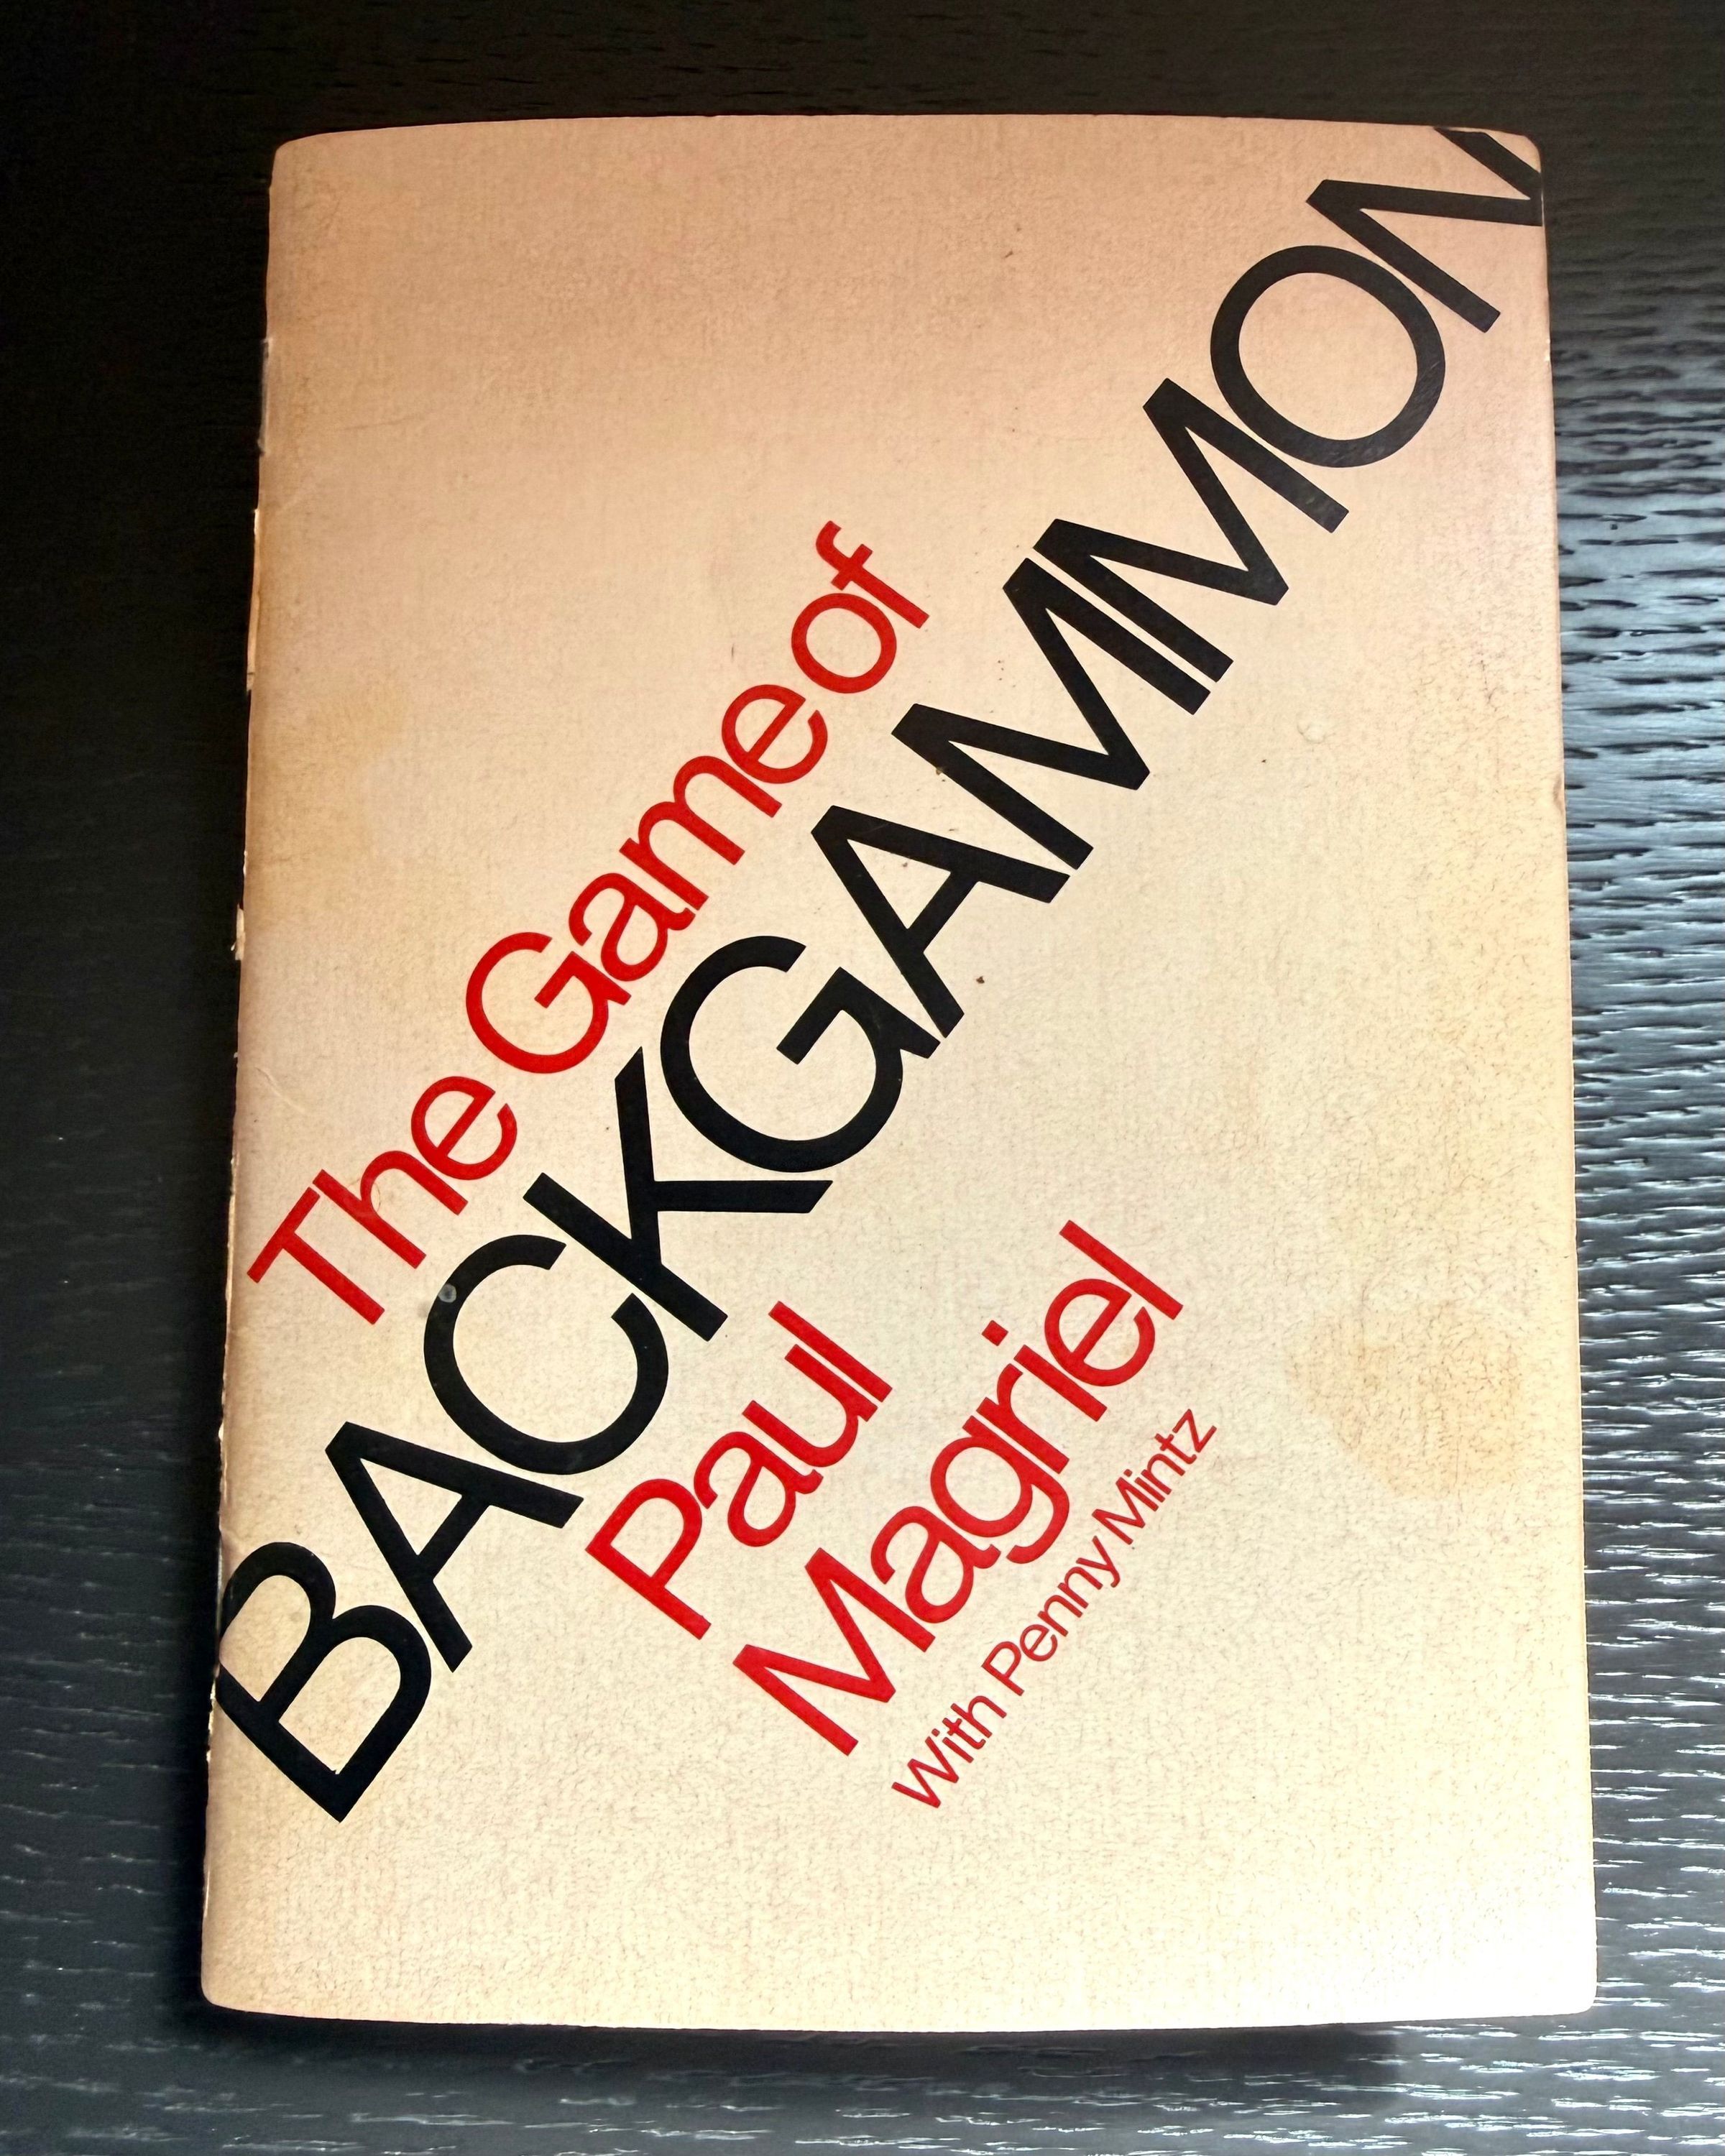 The Game of
BACKGAMMON
Paul
Magriel
With Penny Mintz